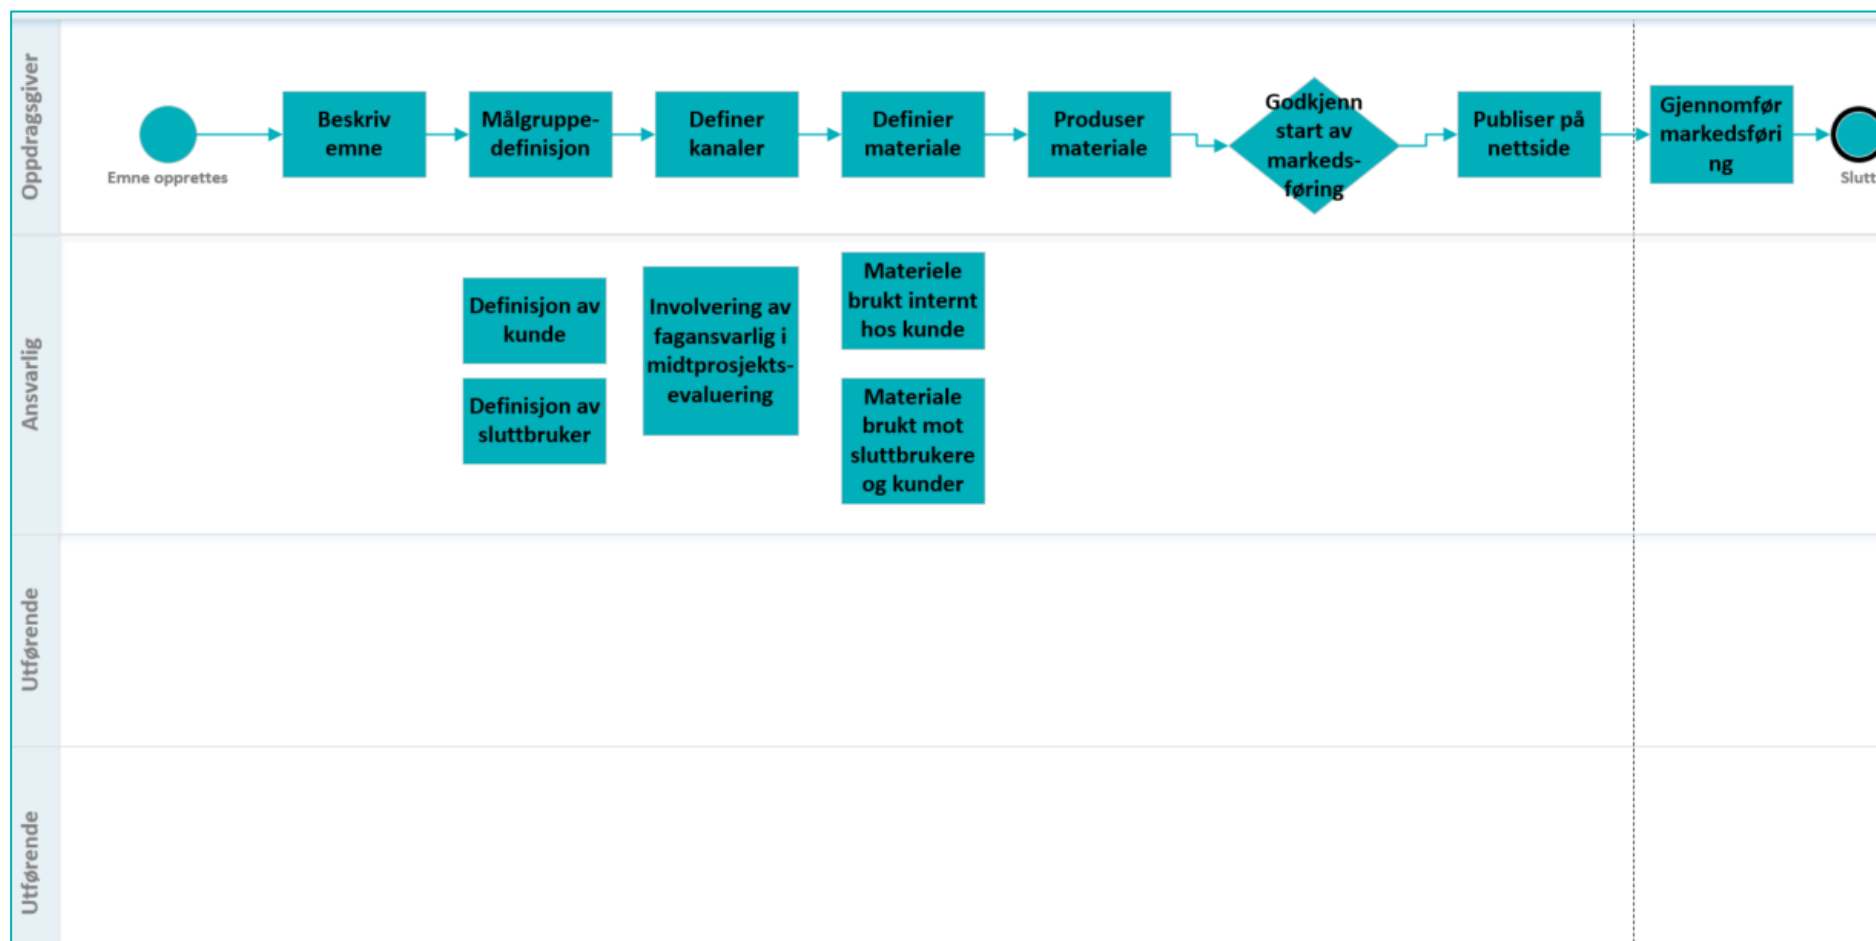 Oppdragsgiver
Emne opprettes
Beskriv
emne
Målgruppe-
definisjon
Definer
kanaler
Definier
materiale
Produser
materiale
Godkjenn
start av
markeds-
føring
Publiser på
nettside
Gjennomfør
markedsføri
ng
Slutt
Ansvarlig
Definisjon av
kunde
Definisjon av
sluttbruker
Involvering av
fagansvarlig i
midtprosjekts-
evaluering
Materiele
brukt internt
hos kunde
Materiale
brukt mot
sluttbrukere
og kunder
Utførende
Utførende